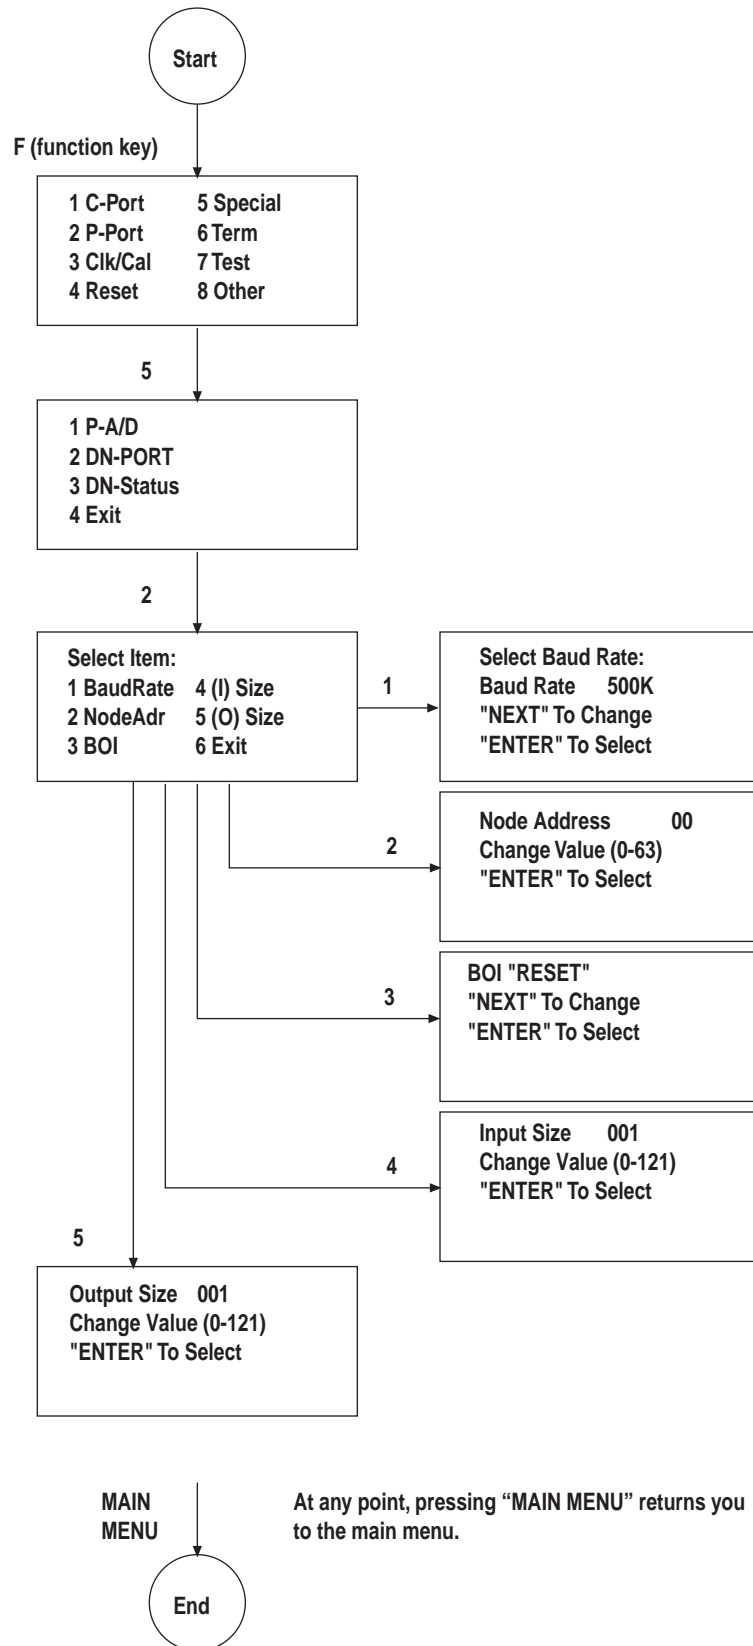 Start
F (function key)
1 C-Port 5 Special
2 P-Port 6 Term
3 Clk/Cal 7 Test
4 Reset 8 Other
5
1 P-A/D
2 DN-PORT
3 DN-Status
4 Exit
2
Select Item:
1 BaudRate 4 (I) Size
2 NodeAdr 5 (O) Size
3 BOI 6 Exit
1
Select Baud Rate:
Baud Rate 500K
"NEXT" To Change
"ENTER" To Select
2
Node Address 00
Change Value (0-63)
"ENTER" To Select
3
BOI "RESET"
"NEXT" To Change
"ENTER" To Select
4
Input Size 001
Change Value (0-121)
"ENTER" To Select
5
Output Size 001
Change Value (0-121)
"ENTER" To Select
MAIN
MENU
At any point, pressing “MAIN MENU” returns you
to the main menu.
End